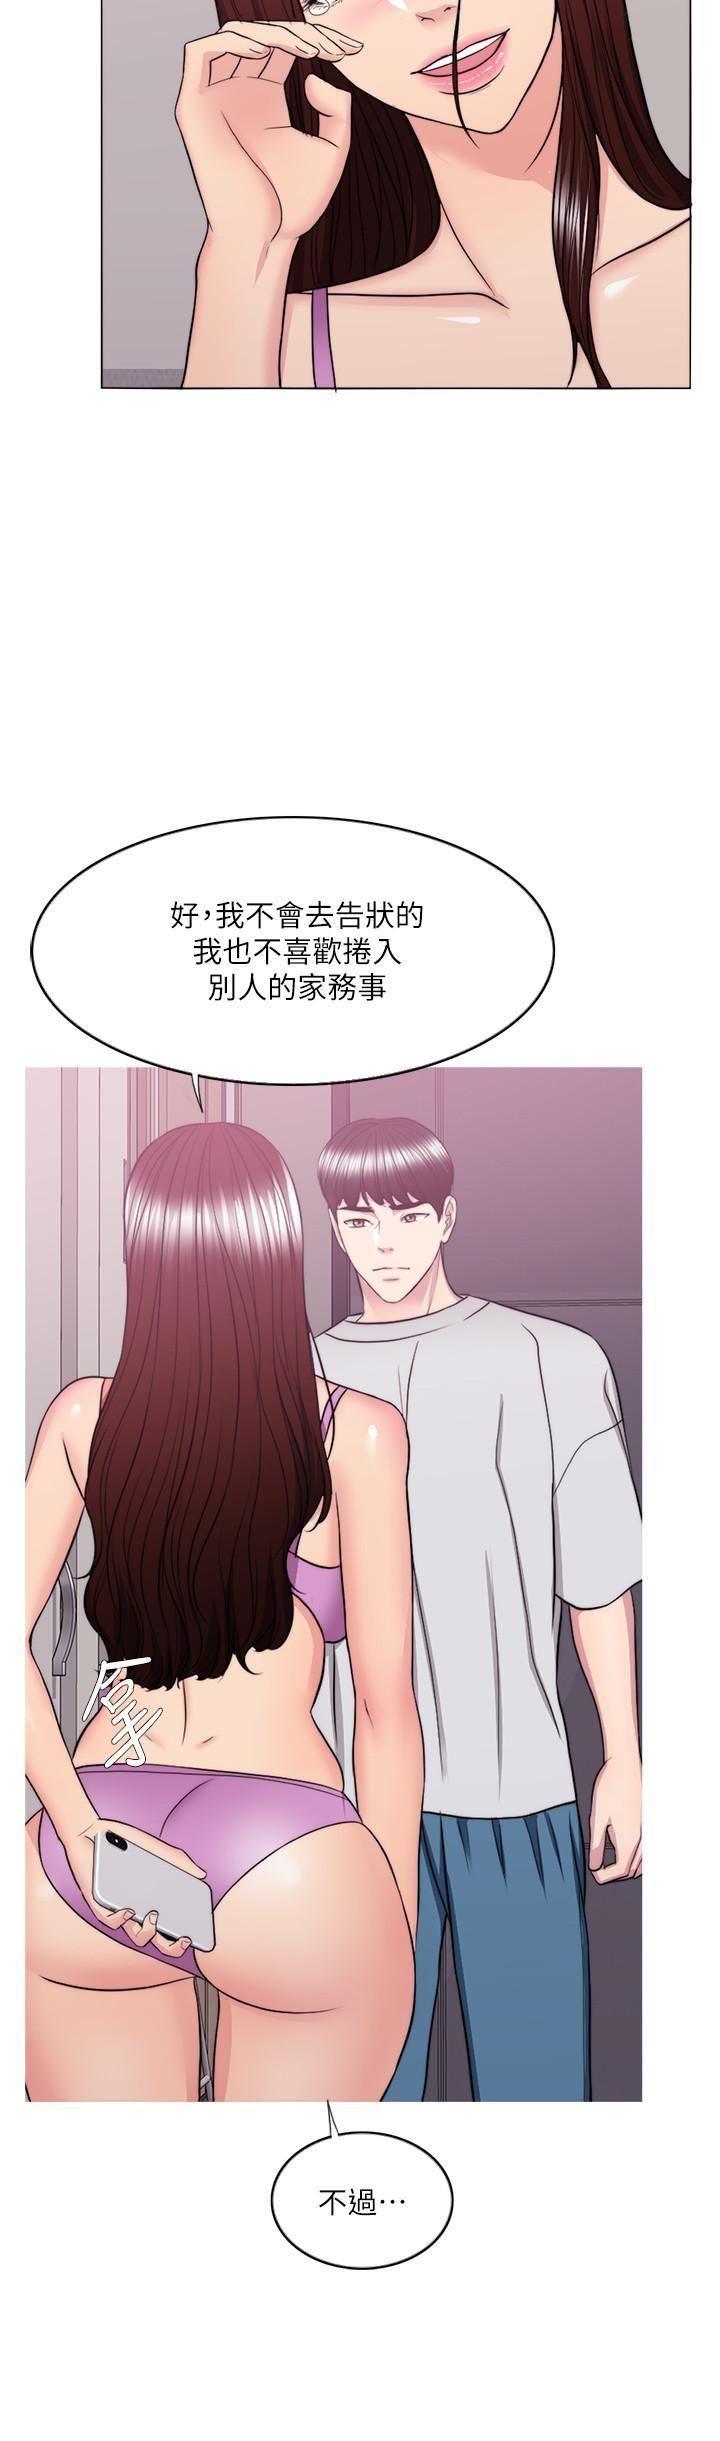 好，我不會去告狀的
我也不喜歡捲入
別人的家務事
拿
不過⋯